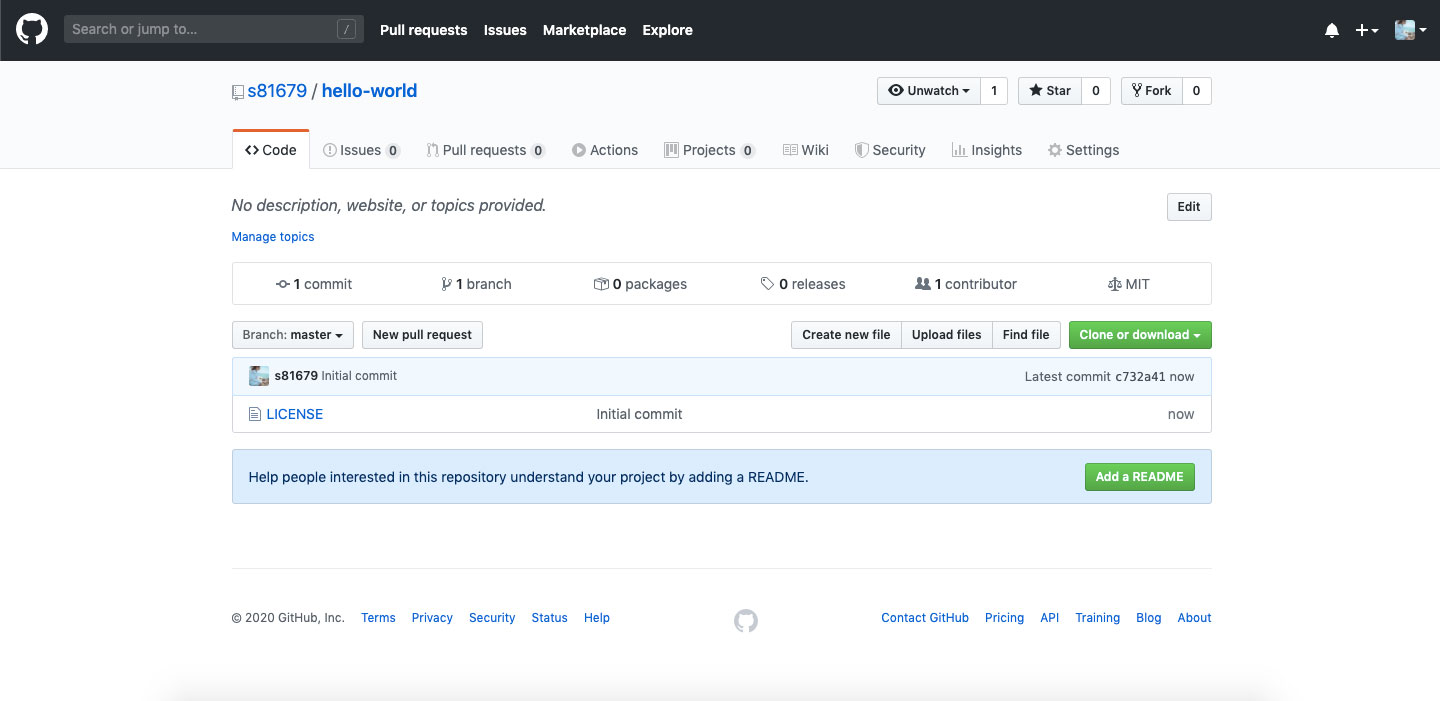 Search or jump to... /
Pull requests Issues Marketplace Explore
s81679 / hello-world
Unwatch 1 Star 0 Fork 0
Code Issues 0 Pull requests 0 Actions Projects 0 Wiki Security Insights Settings
No description, website, or topics provided. Edit
Manage topics
1 commit 1 branch 0 packages 0 releases 1 contributor MIT
Branch: master New pull request Create new file Upload files Find file Clone or download
s81679 Initial commit Latest commit c732a41 now
LICENSE Initial commit now
Help people interested in this repository understand your project by adding a README. Add a README
© 2020 GitHub, Inc. Terms Privacy Security Status Help Contact GitHub Pricing API Training Blog About